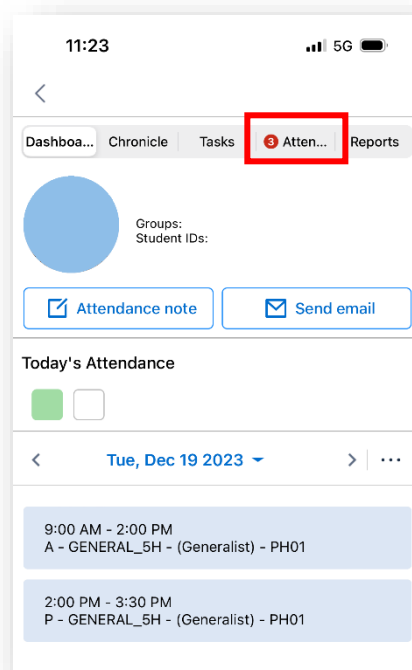 11:23 5G
Dashboa... Chronicle Tasks 3 Atten... Reports
Groups:
Student IDs:
Attendance note Send email
Today's Attendance
Tue, Dec 19 2023
9:00 AM - 2:00 PM
A - GENERAL_5H - (Generalist) - PH01
2:00 PM - 3:30 PM
P - GENERAL_5H - (Generalist) - PH01